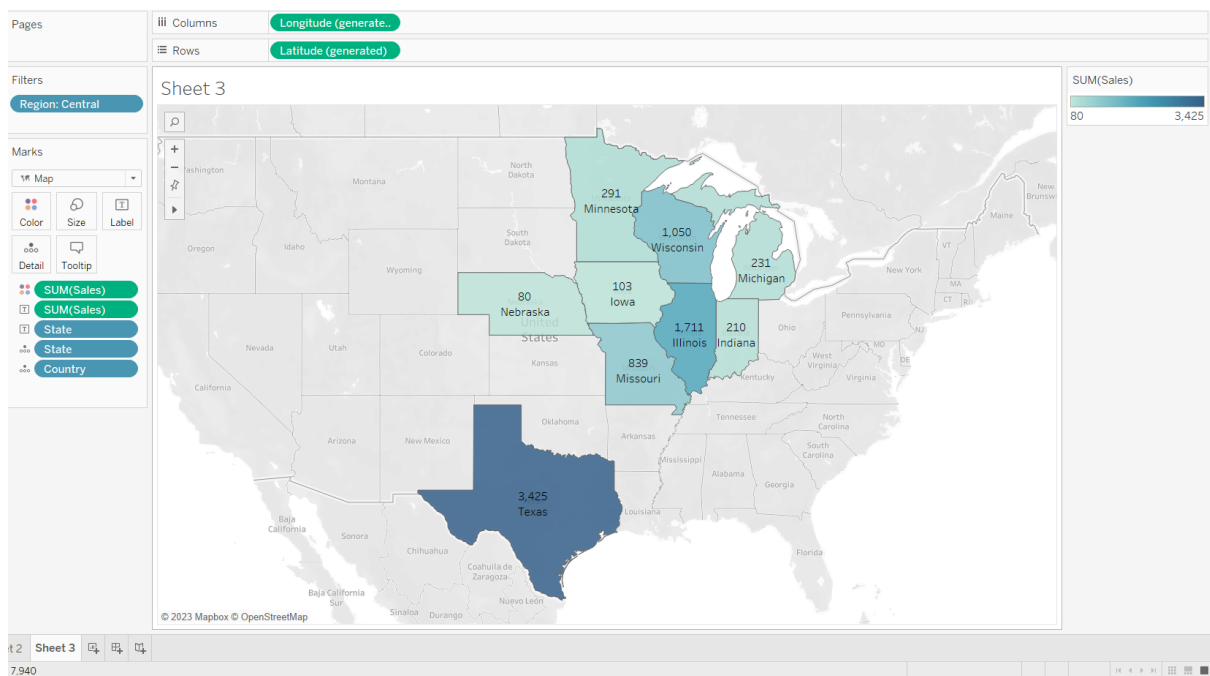 Pages
iii Columns
Longitude (generate..
Rows
Latitude (generated)
Filters
Region: Central
Marks
Map
Color
Size
Label
Detail
Tooltip
SUM(Sales)
SUM(Sales)
State
State
Country
Sheet 3
Washington
Montana
North
Dakota
Oregon
Idaho
South
Dakota
Wyoming
Nevada
Utah
Colorado
United
States
Kansas
California
Arizona
New Mexico
Oklahoma
Arkansas
Mississippi
Alabama
Georgia
Louisiana
Tennessee
North
Carolina
South
Carolina
Kentucky
West
Virginia
Virginia
MO
DE
NJ
Ohio
Pennsylvania
New York
VT
MA
CT
RI
Maine
New
Brunsw
Florida
Baja
California
Sonora
Chihuahua
Coahuila de
Zaragoza
Baja California
Sur
Sinaloa
Durango
Nuevo León
291
Minnesota
1,050
Wisconsin
231
Michigan
80
Nebraska
103
Iowa
1,711
Illinois
210
Indiana
839
Missouri
3,425
Texas
© 2023 Mapbox © OpenStreetMap
SUM(Sales)
80
3,425
t 2
Sheet 3
7,940